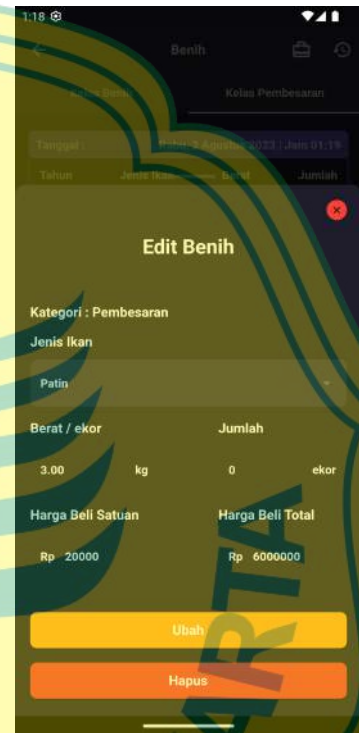 1:18
Benih
Kelas Benih Kelas Pembesaran
Tanggal : Rabu, 2 Agustus 2023 | Jam 01:19
Tahun Jenis Ikan Berat Jumlah
Edit Benih
Kategori : Pembesaran
Jenis Ikan
Patin
Berat / ekor Jumlah
3.00 kg 0 ekor
Harga Beli Satuan Harga Beli Total
Rp 20000 Rp 6000000
Ubah
Hapus
ARTA